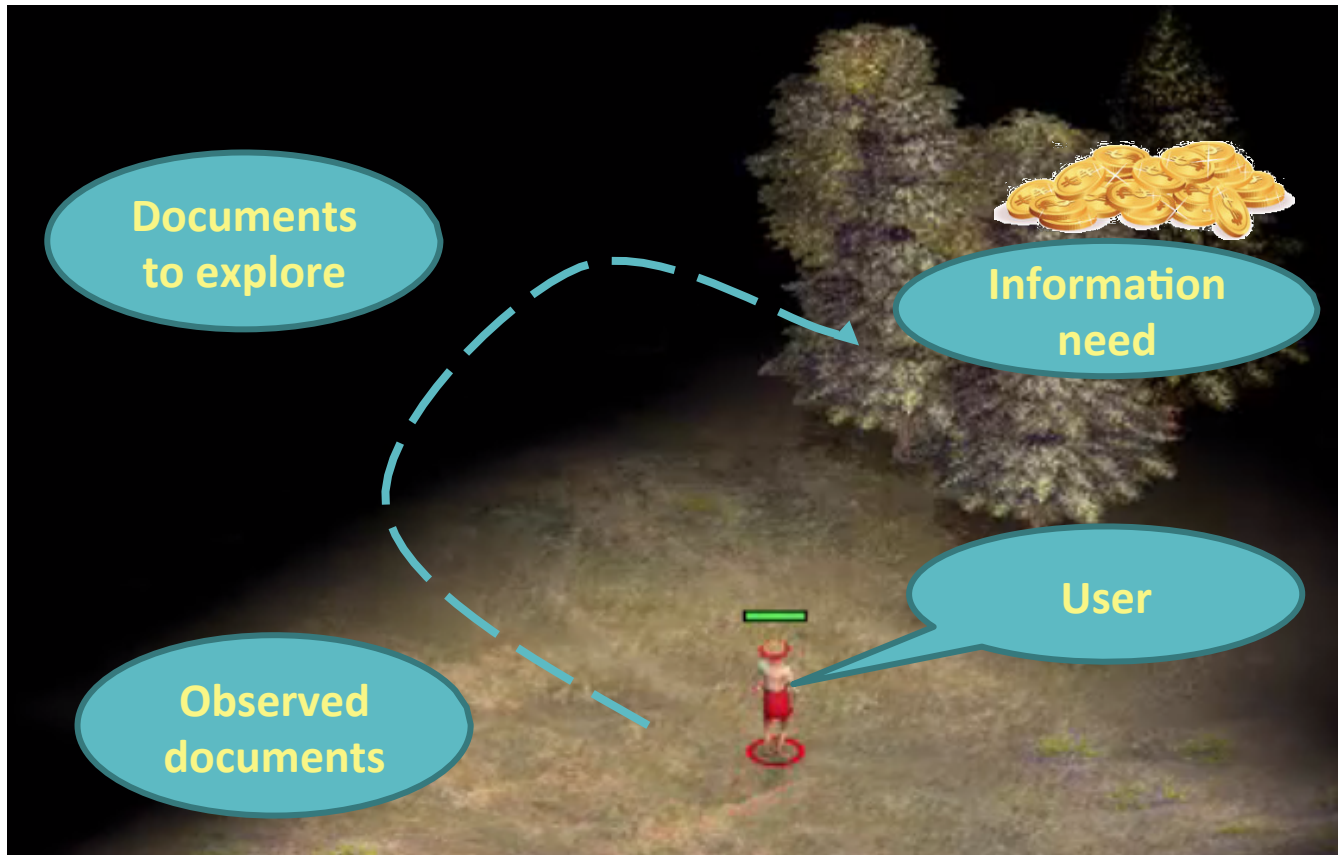 Documents
to explore
Information
need
User
Observed
documents